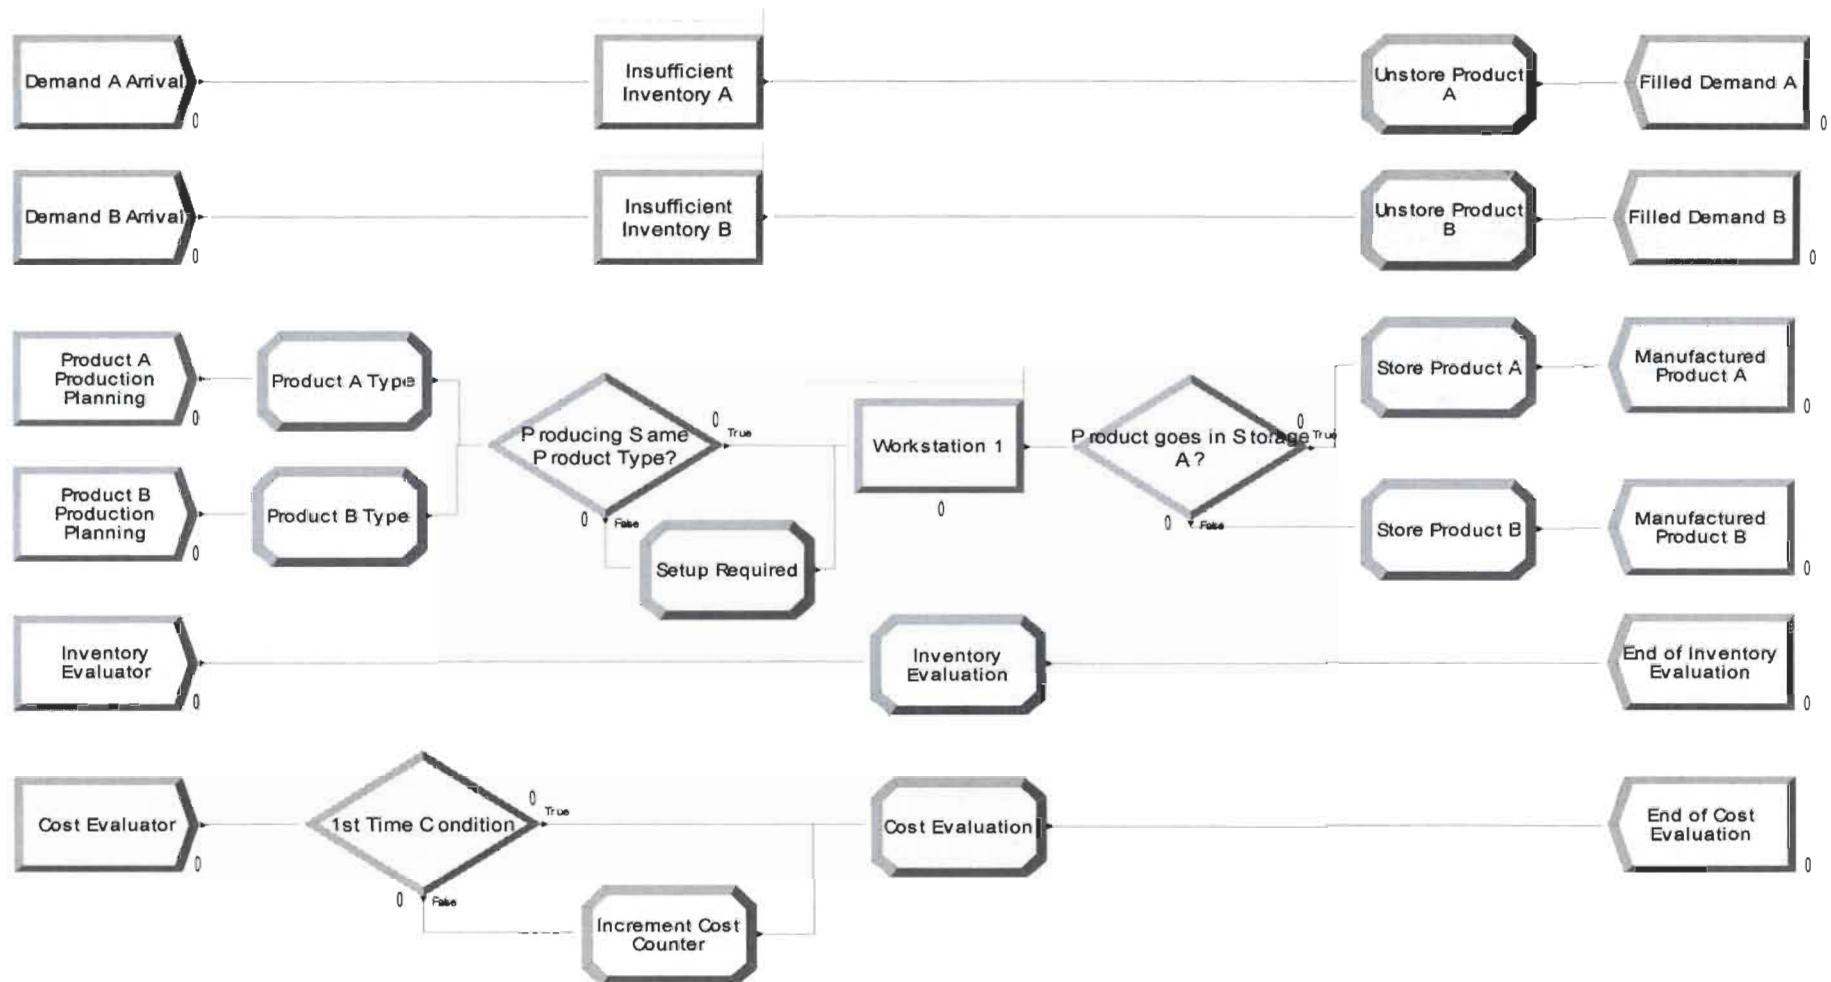 Demand A Arrival
0
Insufficient
Inventory A
Unstore Product
A
Filled Demand A
0
Demand B Arrival
0
Insufficient
Inventory B
Unstore Product
B
Filled Demand B
0
Product A
Production
Planning
0
Product A Type
Product B
Production
Planning
0
Product B Type
Producing Same
Product Type?
0
True
0
False
Setup Required
Workstation 1
0
Product goes in Storage
A?
0
True
0
False
Store Product A
Manufactured
Product A
0
Store Product B
Manufactured
Product B
0
Inventory
Evaluator
0
Inventory
Evaluation
End of Inventory
Evaluation
0
Cost Evaluator
0
1st Time Condition
0
True
0
False
Increment Cost
Counter
Cost Evaluation
End of Cost
Evaluation
0